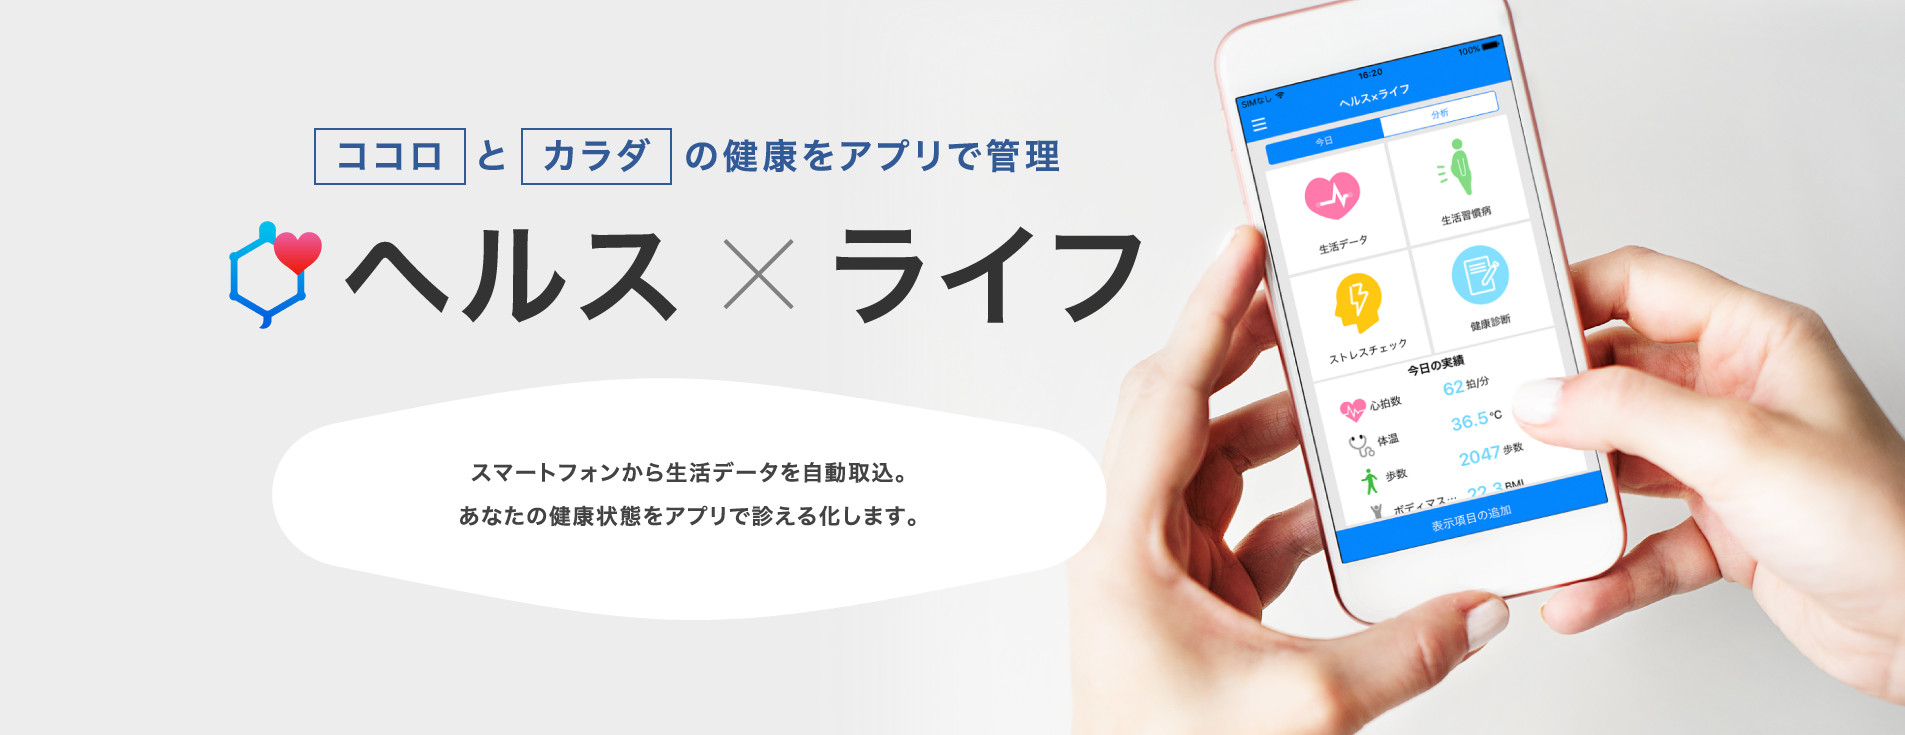 ココロ と カラダ の健康をアプリで管理
ヘルス×ライフ
スマートフォンから生活データを自動取込。
あなたの健康状態をアプリで診える化します。
SIMなし 16:20 100%
ヘルス×ライフ
今日 分析
生活データ 生活習慣病
ストレスチェック 健康診断
今日の実績
心拍数 62 拍/分
体温 36.5 °C
歩数 2047 歩数
ボディマス… 22.3 BMI
表示項目の追加